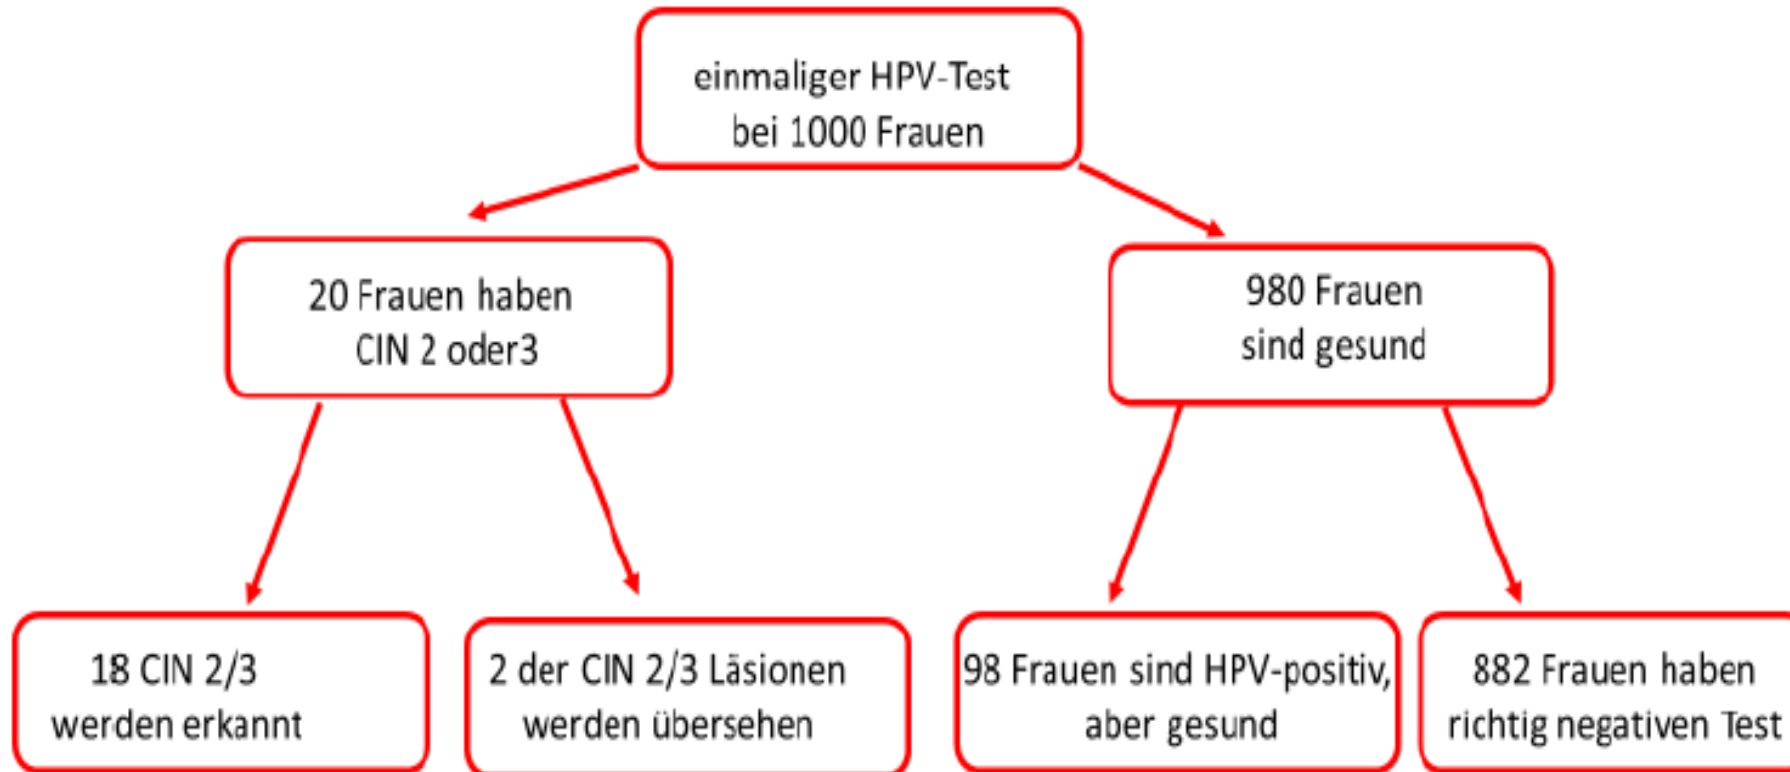 einmaliger HPV-Test
bei 1000 Frauen
20 Frauen haben
CIN 2 oder3
980 Frauen
sind gesund
18 CIN 2/3
werden erkannt
2 der CIN 2/3 Läsionen
werden übersehen
98 Frauen sind HPV-positiv,
aber gesund
882 Frauen haben
richtig negativen Test